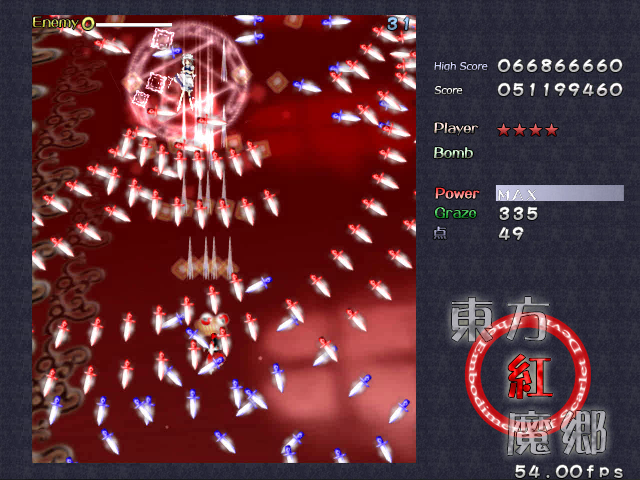 Enemy 31
High Score 066866660
Score 051199460
Player ★★★★
Bomb
Power MAX
Graze 335
点 49
東方
紅
魔郷
the Embodiment of Scarlet Devil
54.00fps